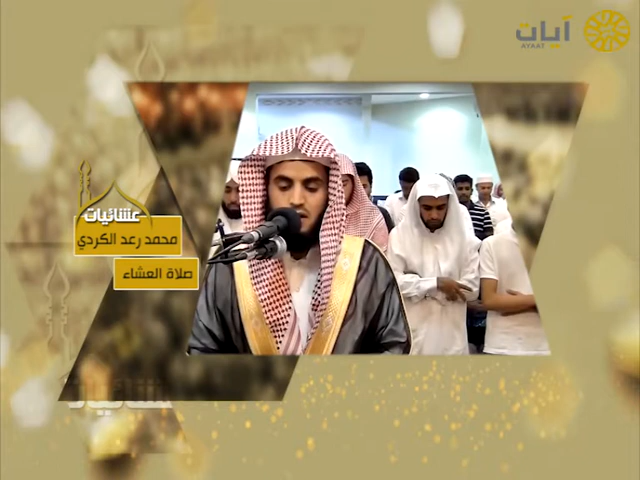 آيات
AYAAT
عشائيات
محمد رعد الكردي
صلاة العشاء